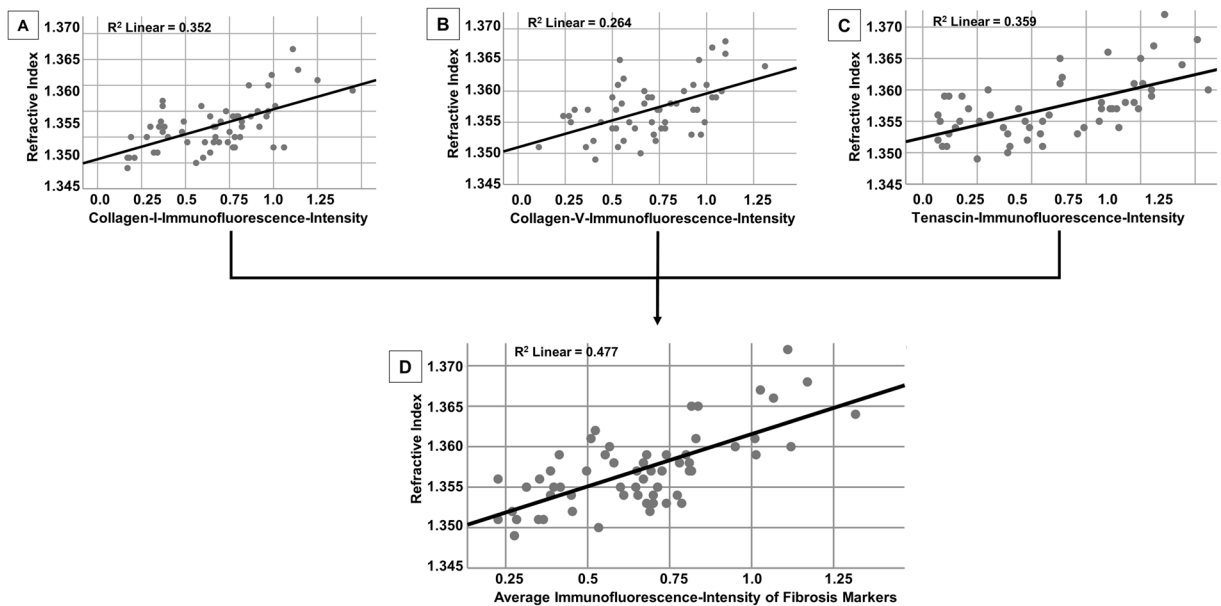 A
R² Linear = 0.352
Refractive Index
1.370
1.365
1.360
1.355
1.350
1.345
0.0 0.25 0.5 0.75 1.0 1.25
Collagen-I-Immunofluorescence-Intensity
B
R² Linear = 0.264
Refractive Index
1.370
1.365
1.360
1.355
1.350
1.345
0.0 0.25 0.5 0.75 1.0 1.25
Collagen-V-Immunofluorescence-Intensity
C
R² Linear = 0.359
Refractive Index
1.370
1.365
1.360
1.355
1.350
1.345
0.0 0.25 0.5 0.75 1.0 1.25
Tenascin-Immunofluorescence-Intensity
D
R² Linear = 0.477
Refractive Index
1.370
1.365
1.360
1.355
1.350
1.345
0.25 0.5 0.75 1.0 1.25
Average Immunofluorescence-Intensity of Fibrosis Markers